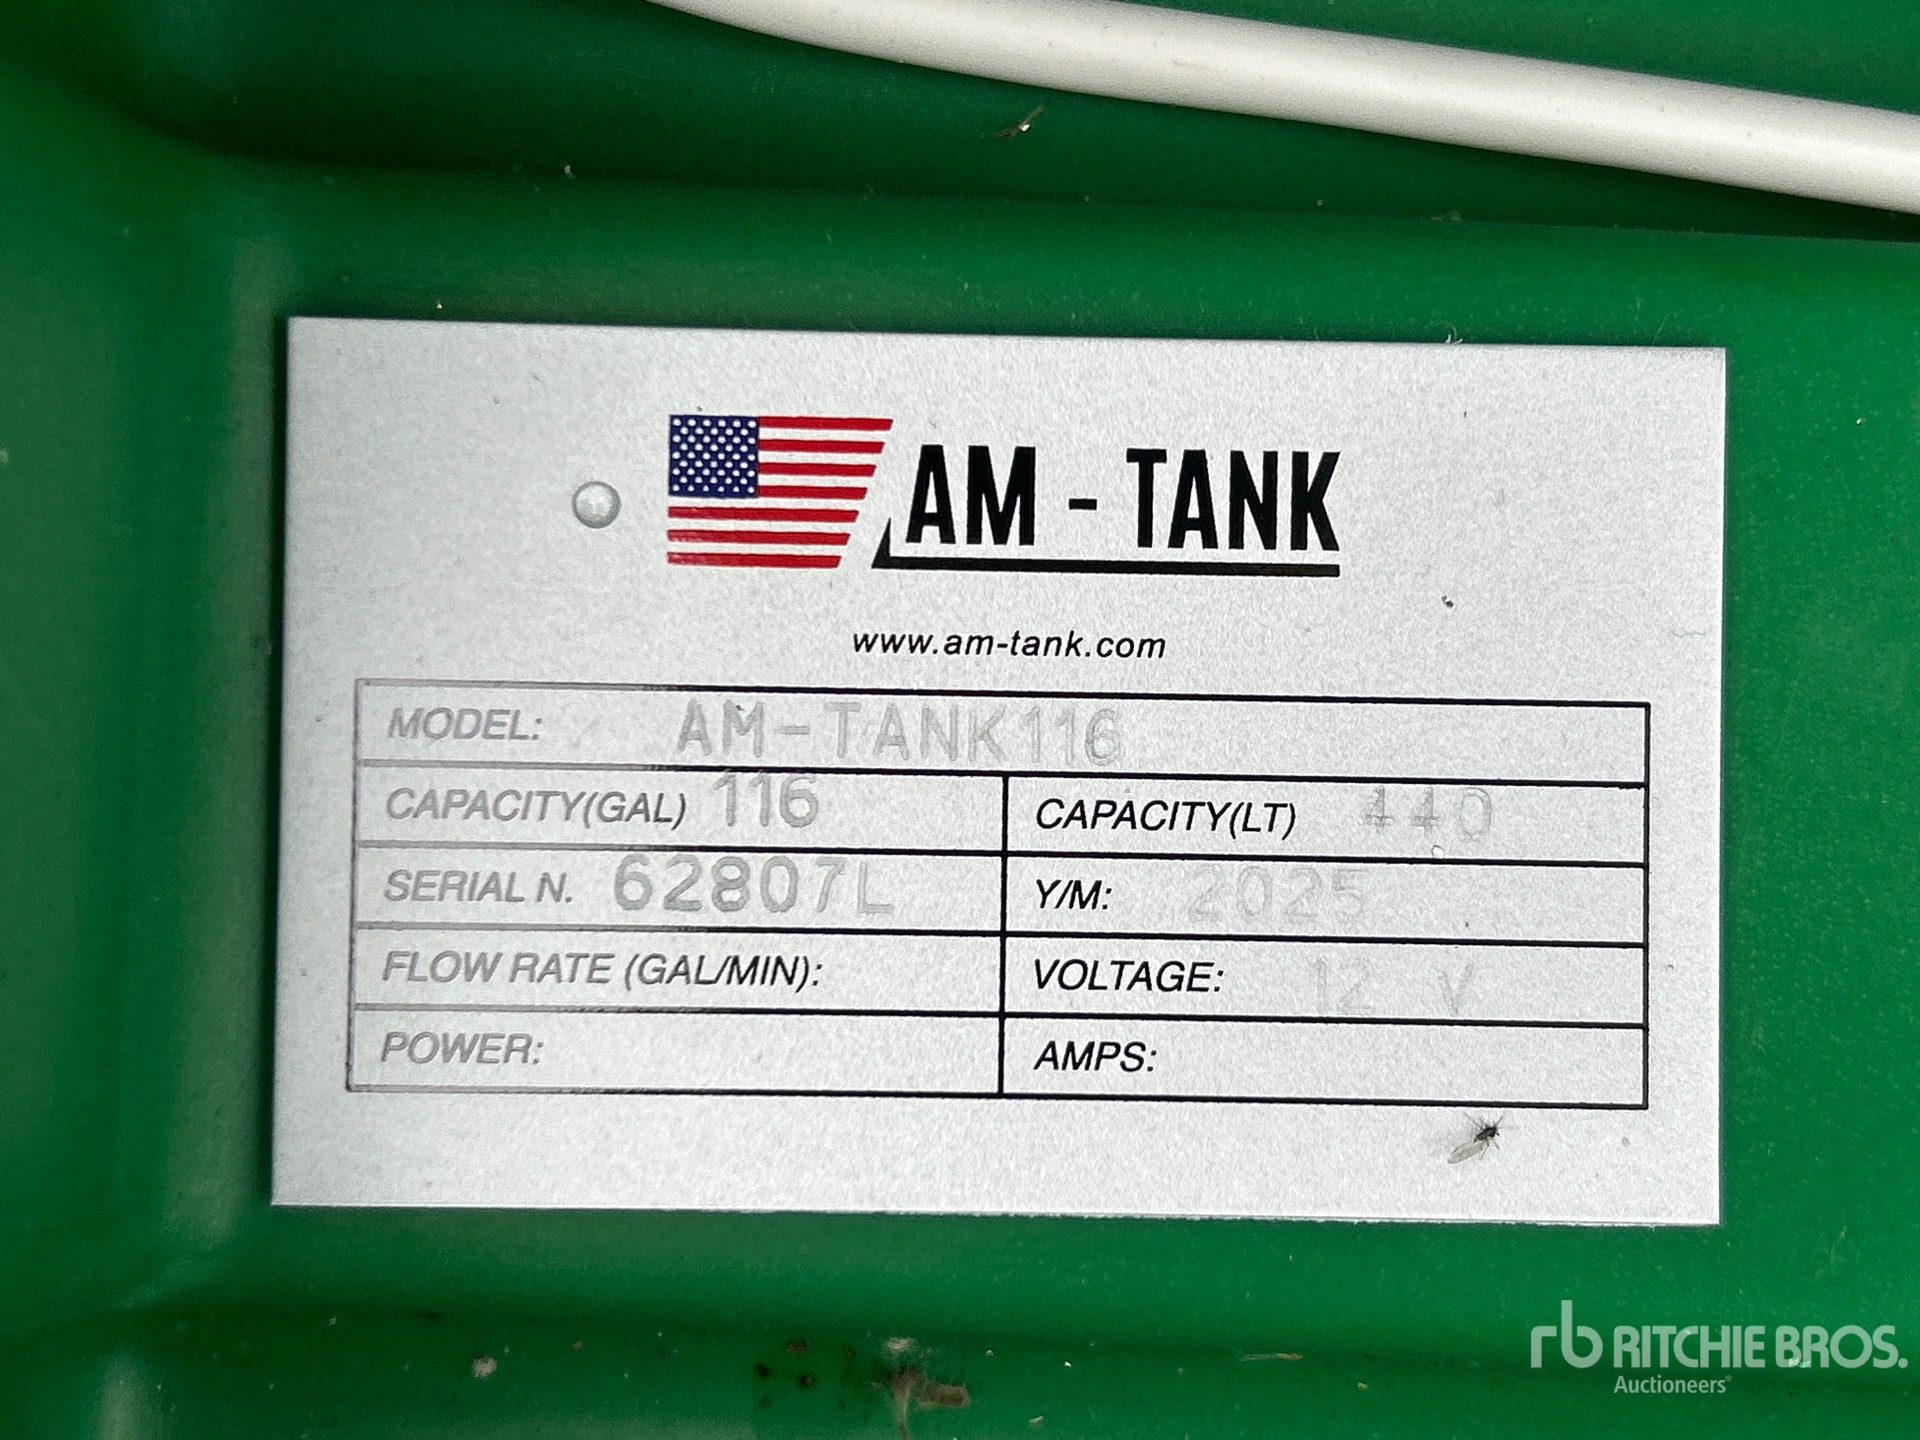 AM - TANK
www.am-tank.com
MODEL: AM-TANK116
CAPACITY(GAL) 116 CAPACITY(LT) 440
SERIAL N. 62807L Y/M: 2025
FLOW RATE (GAL/MIN): VOLTAGE: 12 V
POWER: AMPS:
rb RITCHIE BROS.
Auctioneers®